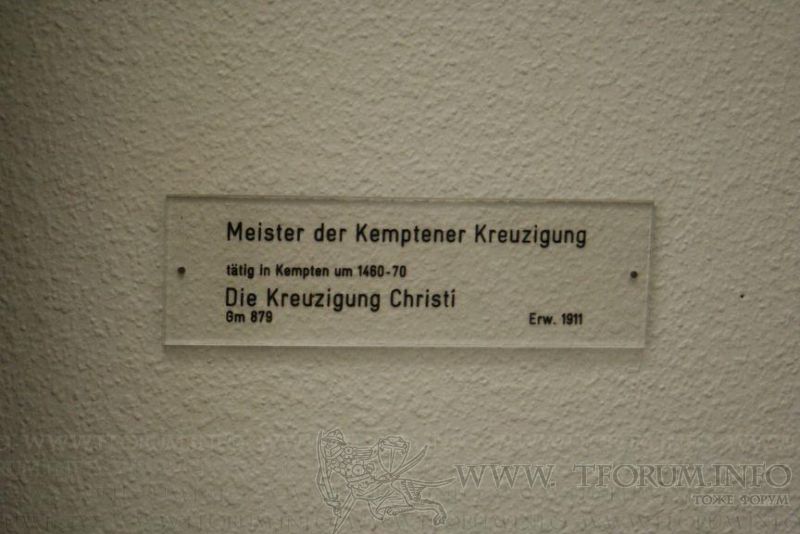 Meister der Kemptener Kreuzigung
tätig in Kempten um 1460-70
Die Kreuzigung Christi
Gm 879 Erw. 1911
WWW. TFORUM.INFO
ТОЖЕ ФОРУМ